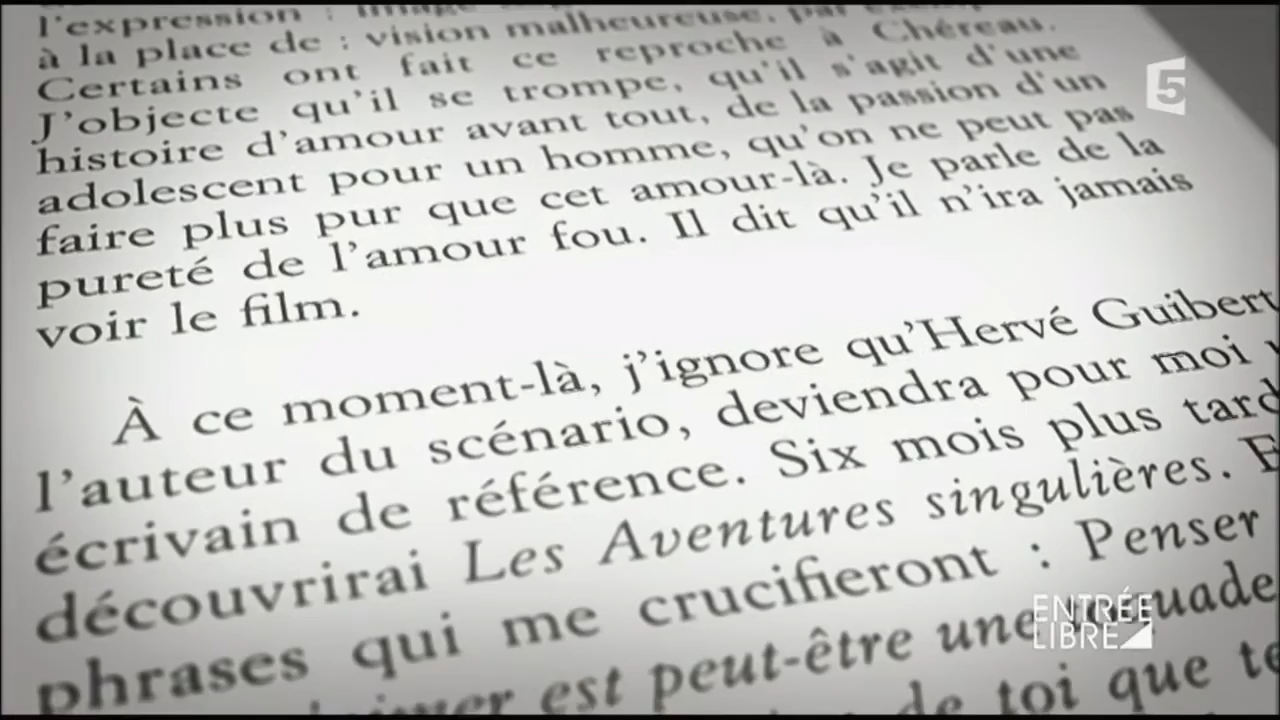 l'expression : image
à la place de : vision malheureuse, par exemple
Certains ont fait ce reproche à Chéreau.
J'objecte qu'il se trompe, qu'il s'agit d'une
histoire d'amour avant tout, de la passion d'un
adolescent pour un homme, qu'on ne peut pas
faire plus pur que cet amour-là. Je parle de la
pureté de l'amour fou. Il dit qu'il n'ira jamais
voir le film.
À ce moment-là, j'ignore qu'Hervé Guibert
l'auteur du scénario, deviendra pour moi
écrivain de référence. Six mois plus tard
découvrirai Les Aventures singulières. E
phrases qui me crucifieront : Penser
est peut-être une
de toi que te
5
ENTRÉE
LIBRE